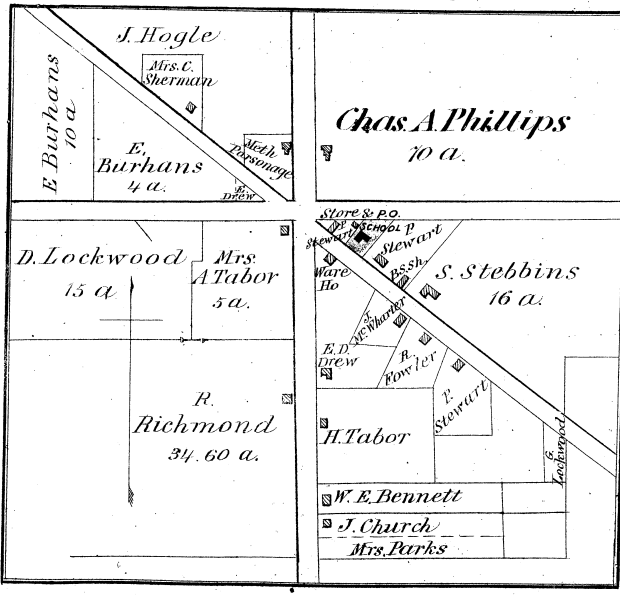 J. Hogle
Mrs. C.
Sherman
E Burhans
10 a
E.
Burhans
4 a.
Meth
Parsonage
E.
Drew
Chas. A. Phillips
70 a.
Store & P.O.
P
Stewart
SCHOOL
P
Stewart
B.S.Sh.
Ware
Ho
S. Stebbins
16 a.
D. Lockwood
15 a
Mrs.
A Tabor
5 a.
J.
McWharter
E. D.
Drew
R.
Fowler
P.
Stewart
R.
Richmond
34.60 a.
H. Tabor
G.
Lockwood
W. E. Bennett
J. Church
Mrs. Parks